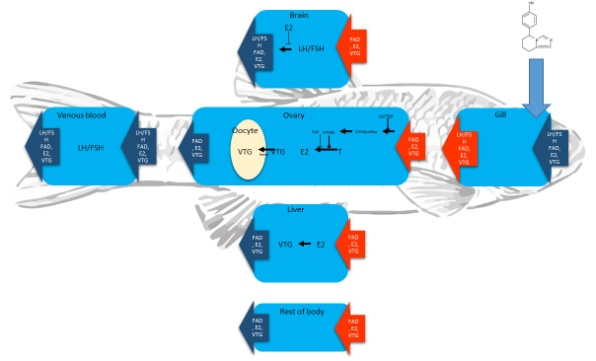 Brain
E2
LH/FS
H
FAD,
E2,
VTG
LH/FSH
FAD
, E2,
VTG
Venous blood
LH/FS
H
FAD,
E2,
VTG
LH/FSH
LH/FS
H
FAD,
E2,
VTG
Ovary
FAD
, E2,
VTG
Oocyte
VTG
VTG
E2
T
FAD
, E2,
VTG
Gill
LH/FS
H
FAD,
E2,
VTG
LH/FS
H
FAD,
E2,
VTG
Liver
FAD
, E2,
VTG
VTG
E2
FAD
, E2,
VTG
Rest of body
FAD
, E2,
VTG
FAD
, E2,
VTG